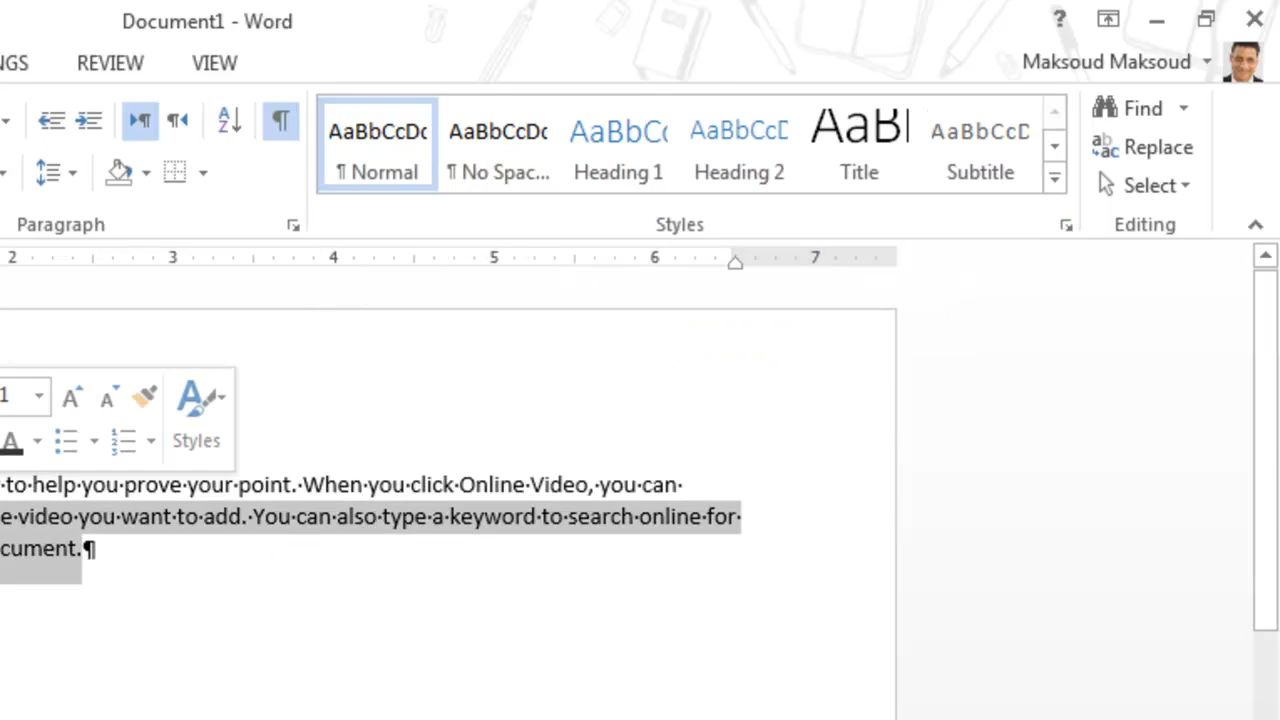 Document1 - Word
?
NGS REVIEW VIEW
Maksoud Maksoud
AaBbCcDc AaBbCcDc AaBbC( AaBbCcD AaBl AaBbCcD
¶ Normal ¶ No Spac... Heading 1 Heading 2 Title Subtitle
Find
Replace
Select
Paragraph Styles Editing
2 3 4 5 6 7
1
Styles
to·help·you·prove·your·point.·When·you·click·Online·Video,·you·can·
e·video·you·want·to·add.·You·can·also·type·a·keyword·to·search·online·for·
cument.¶